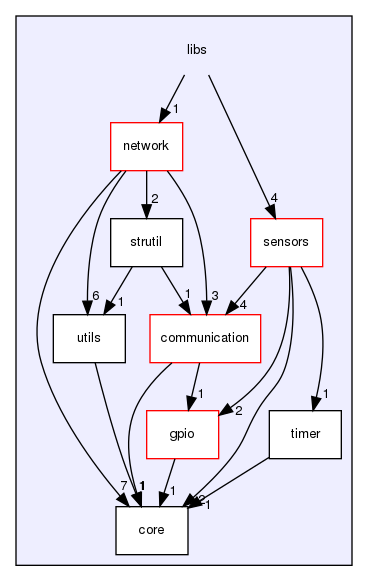 libs
1
network
2
4
strutil
sensors
6
1
1
3
4
utils
communication
1
2
1
gpio
timer
7
1
1
1
core